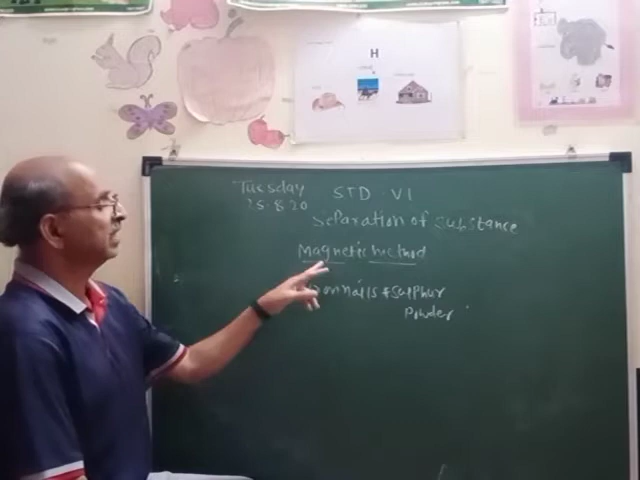 H
Tuesday STD VI
25.8.20
Separation of substance
Magnetic method
Iron nails & Sulphur
Powder